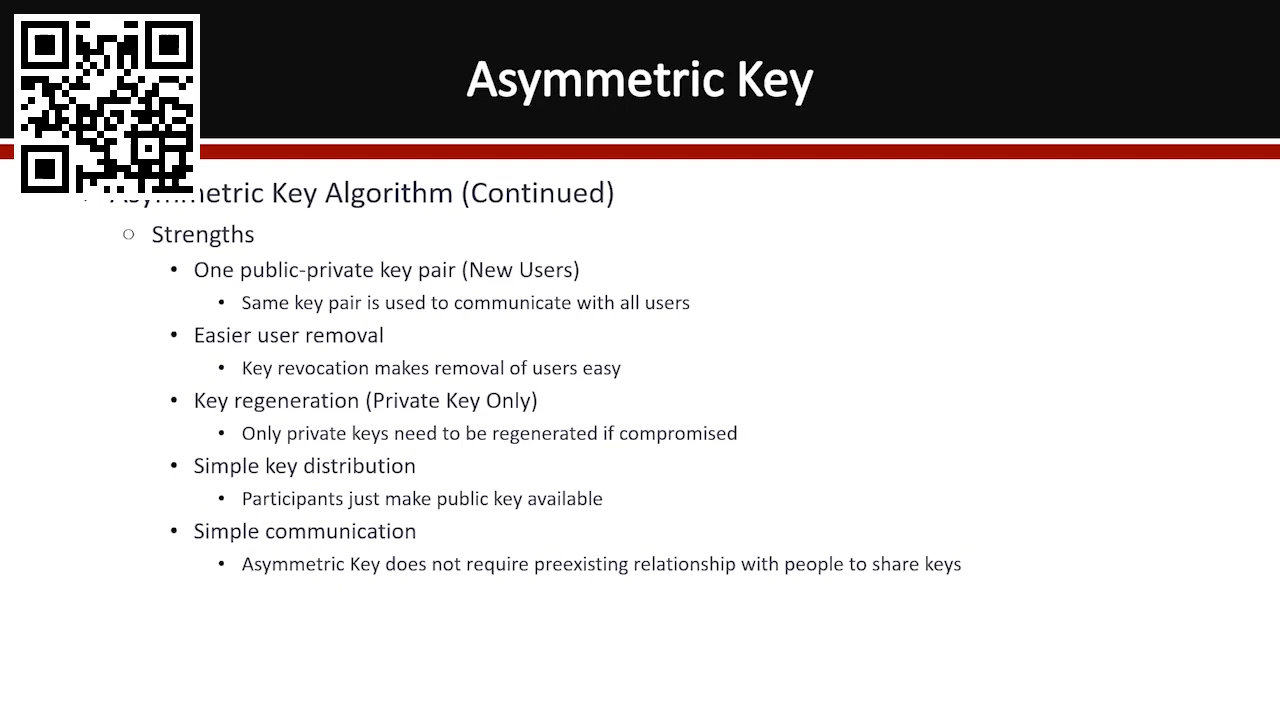 Asymmetric Key
Asymmetric Key Algorithm (Continued)
○ Strengths
• One public-private key pair (New Users)
• Same key pair is used to communicate with all users
• Easier user removal
• Key revocation makes removal of users easy
• Key regeneration (Private Key Only)
• Only private keys need to be regenerated if compromised
• Simple key distribution
• Participants just make public key available
• Simple communication
• Asymmetric Key does not require preexisting relationship with people to share keys